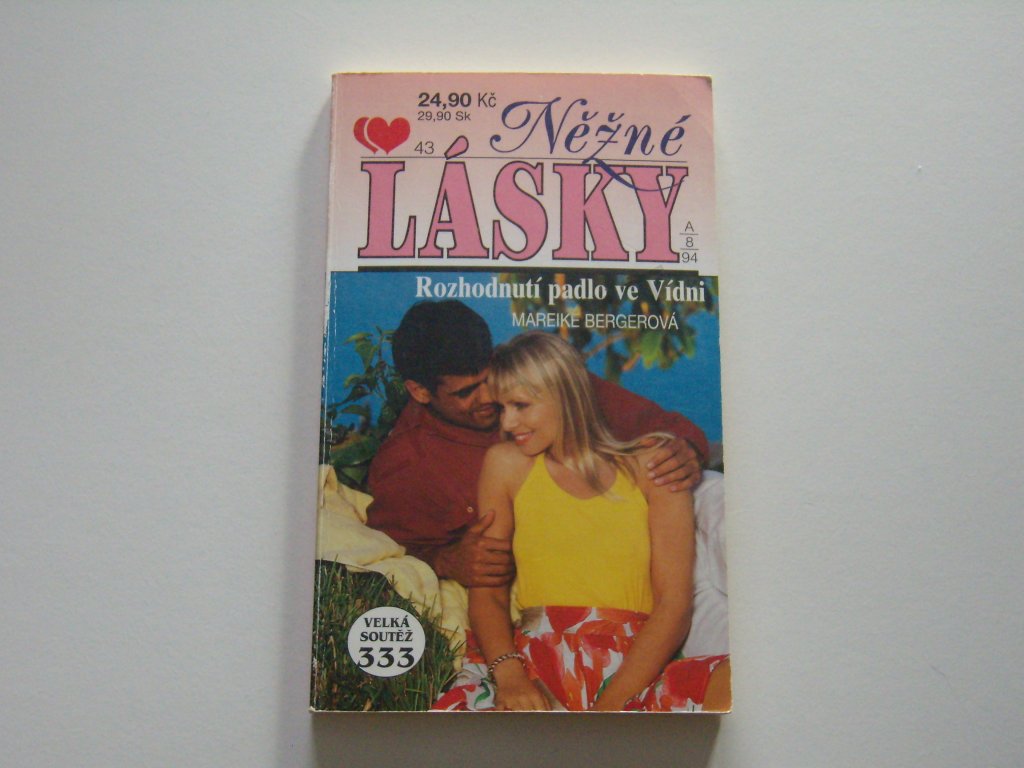 24,90 Kč
29,90 Sk
43
Něžné
LÁSKY
A
8
94
Rozhodnutí padlo ve Vídni
MAREIKE BERGEROVÁ
VELKÁ
SOUTĚŽ
333